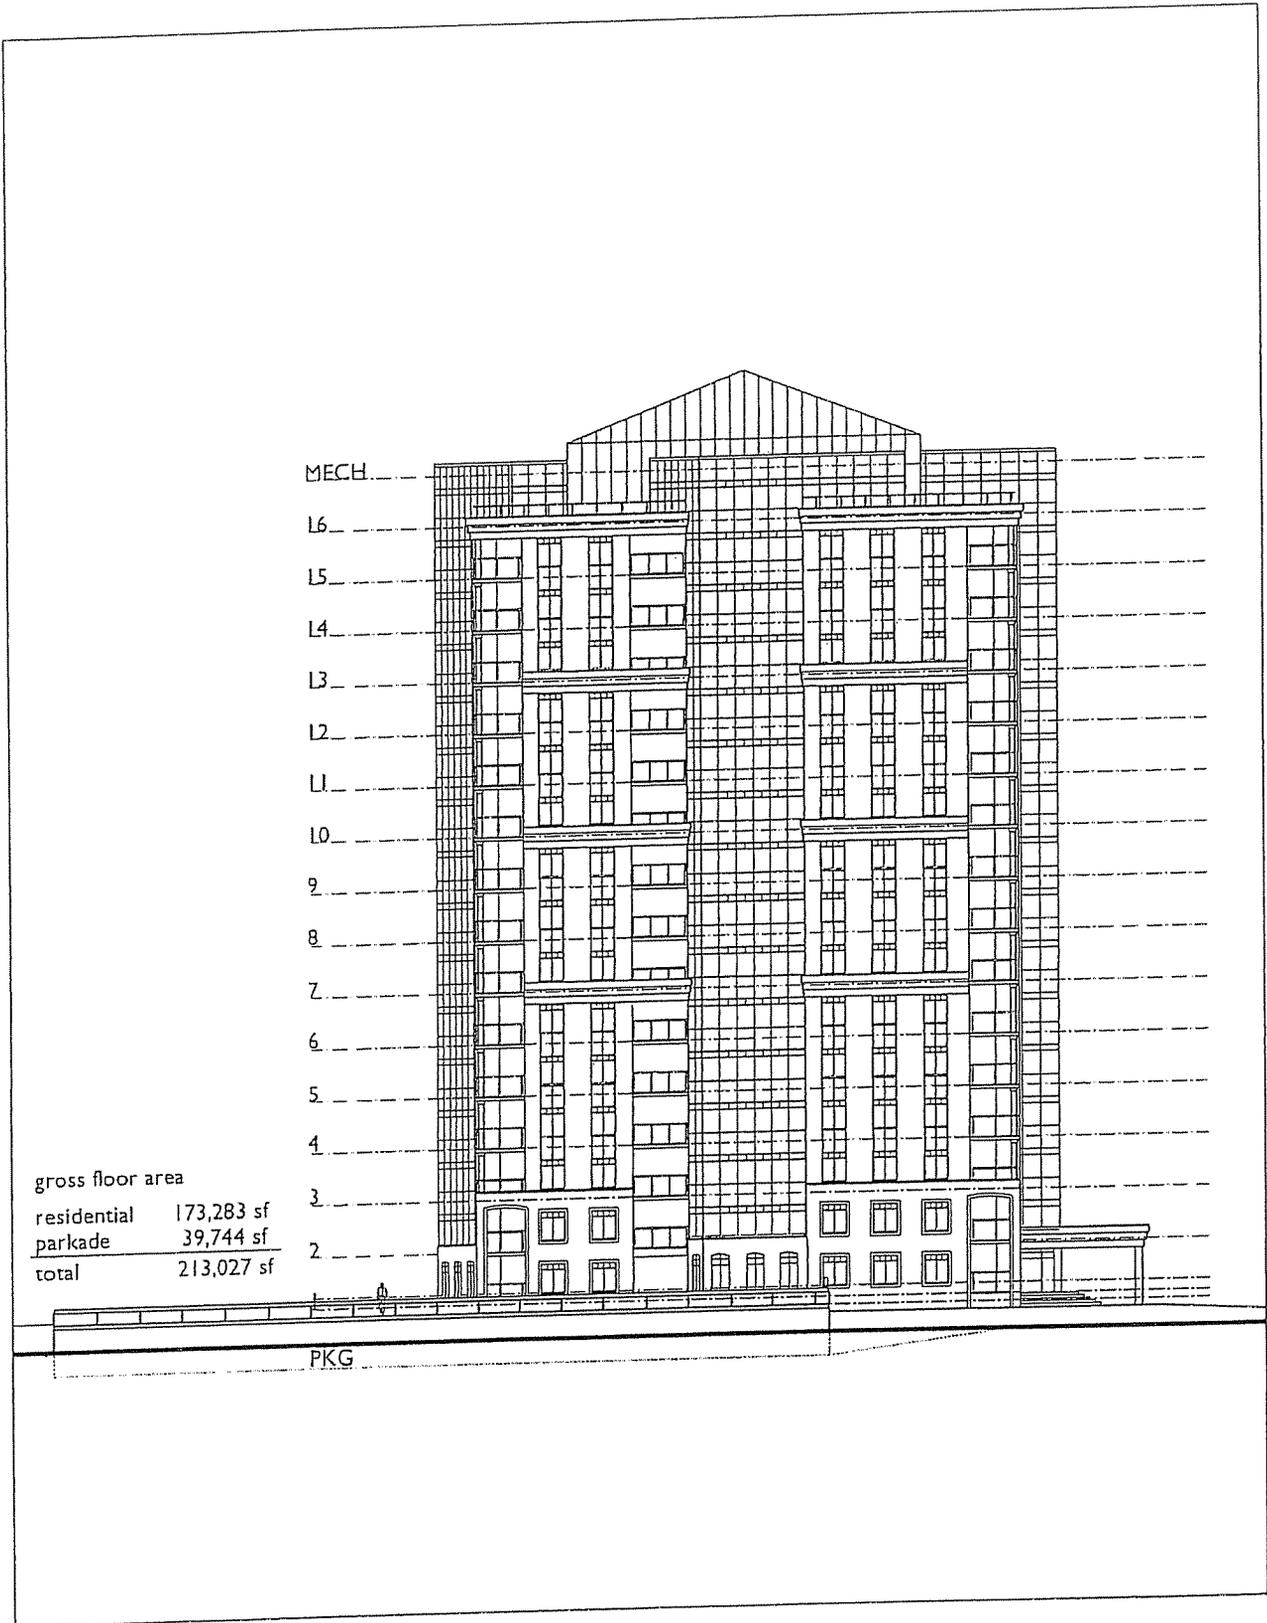 MECH
16
15
14
13
12
11
10
9
8
7
6
5
4
3
2
1
PKG
gross floor area
residential 173,283 sf
parkade 39,744 sf
total 213,027 sf